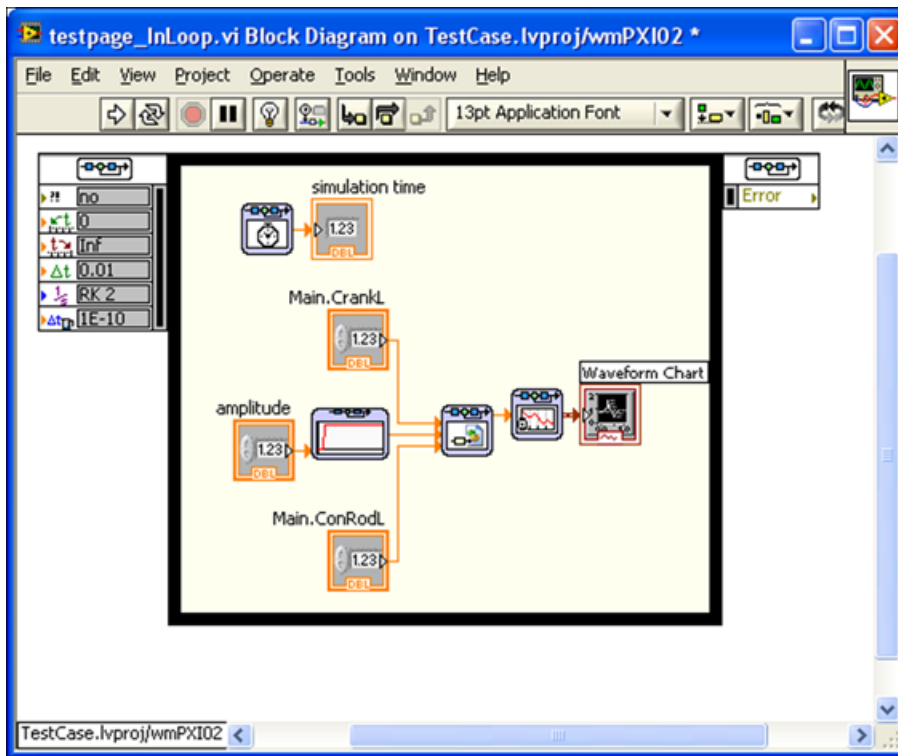 testpage_InLoop.vi Block Diagram on TestCase.lvproj/wmPXI02 *
File Edit View Project Operate Tools Window Help
13pt Application Font
?! no
Error
0
Inf
Δt 0.01
RK 2
Δt 1E-10
simulation time
1.23
DBL
Main.CrankL
1.23
DBL
Waveform Chart
amplitude
1.23
DBL
Main.ConRodL
1.23
DBL
TestCase.lvproj/wmPXI02